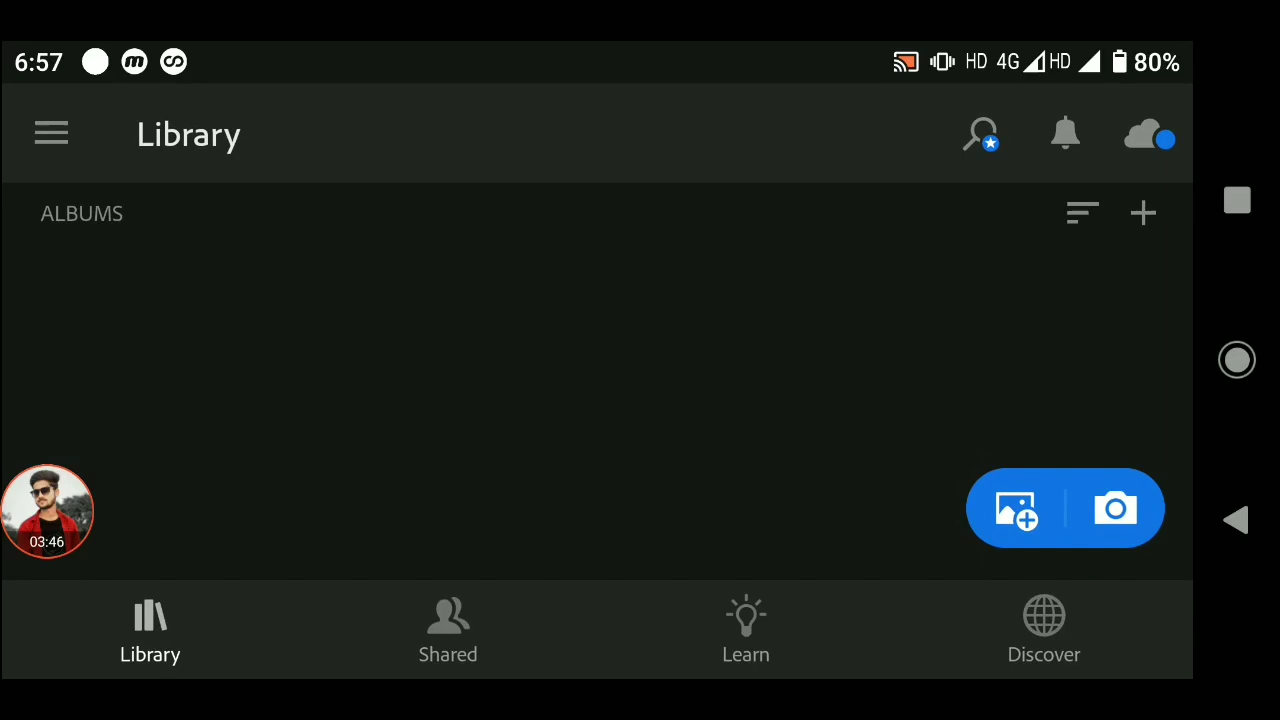 6:57 HD 4G HD 80%
Library
ALBUMS
03:46
Library Shared Learn Discover